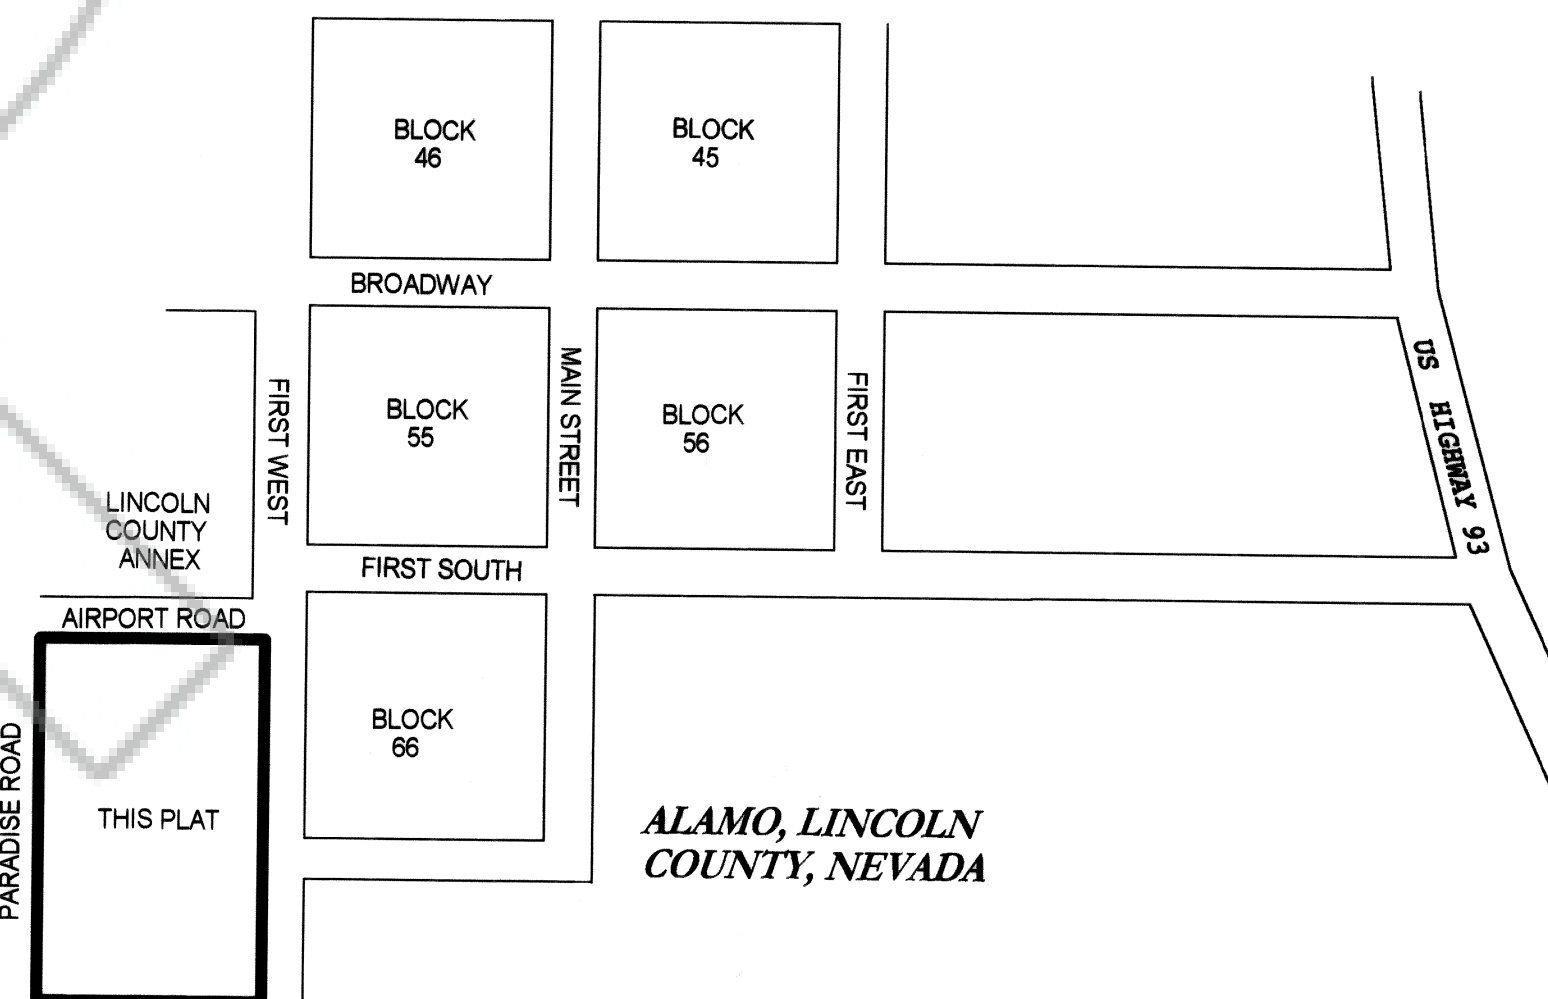 BLOCK
46
BLOCK
45
BROADWAY
US HIGHWAY 93
MAIN STREET
FIRST WEST
FIRST EAST
BLOCK
55
BLOCK
56
LINCOLN
COUNTY
ANNEX
FIRST SOUTH
AIRPORT ROAD
BLOCK
66
PARADISE ROAD
THIS PLAT
ALAMO, LINCOLN
COUNTY, NEVADA